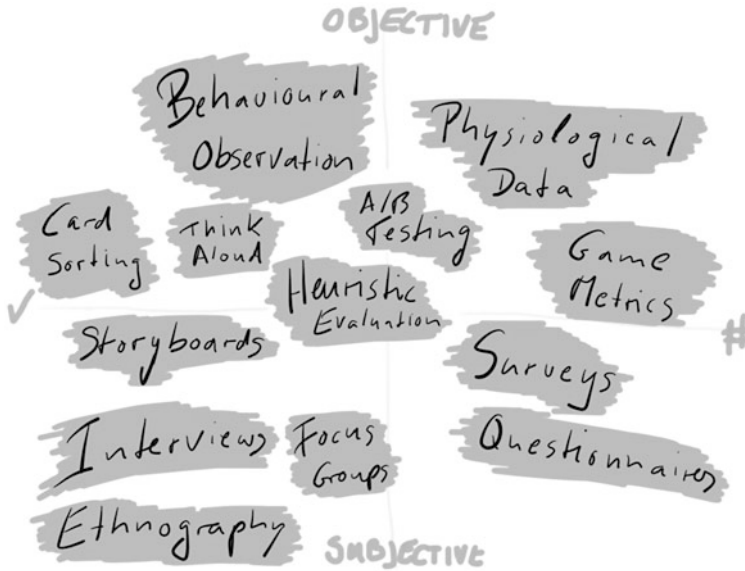 OBJECTIVE
Behavioural
Observation
Physiological
Data
Card
Sorting
Think
Aloud
A/B
Testing
Game
Metrics
Heuristic
Evaluation
✓
#
Storyboards
Surveys
Interviews
Focus
Groups
Questionnaires
Ethnography
SUBJECTIVE